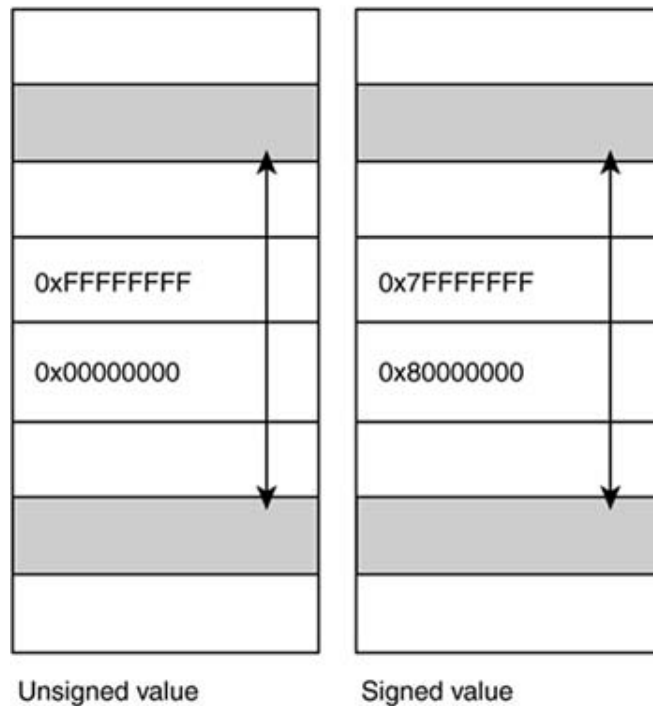 0xFFFFFFFF
0x7FFFFFFF
0x00000000
0x80000000
Unsigned value
Signed value